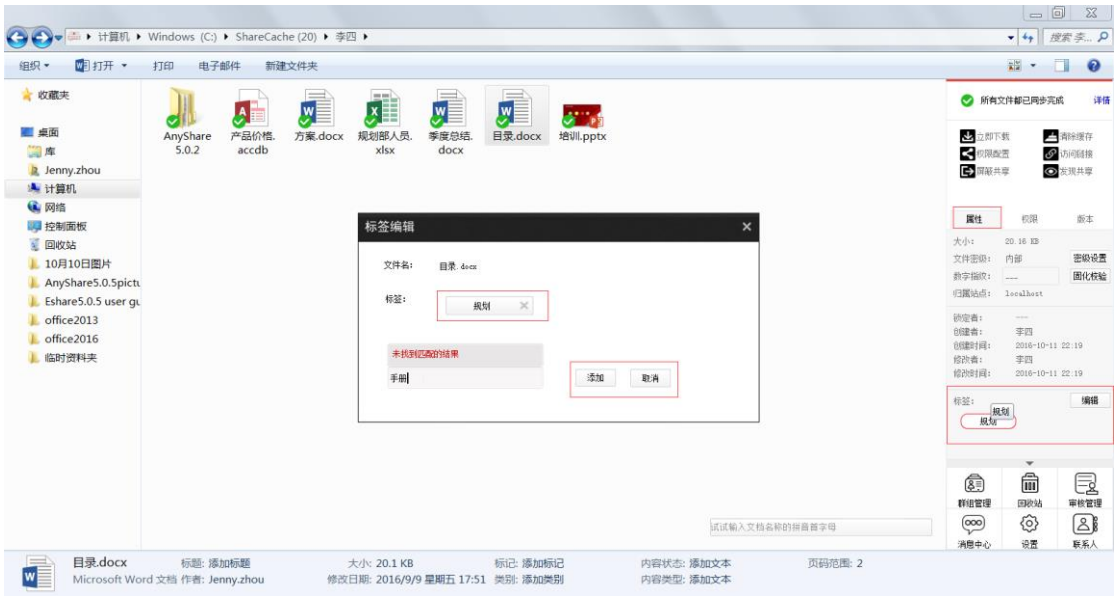 计算机 Windows (C:) ShareCache (20) 李四
搜索 李...
组织 打开 打印 电子邮件 新建文件夹
收藏夹
桌面
库
Jenny.zhou
计算机
网络
控制面板
回收站
10月10日图片
AnyShare5.0.5pictu
Eshare5.0.5 user gu
office2013
office2016
临时资料夹
AnyShare 5.0.2
产品价格.accdb
方案.docx
规划部人员.xlsx
季度总结.docx
目录.docx
培训.pptx
标签编辑
文件名: 目录.docx
标签: 规划
未找到匹配的结果
手册
添加 取消
试试输入文档名称的拼音首字母
所有文件都已同步完成 详情
立即下载 清除缓存
权限配置 访问链接
屏蔽共享 发现共享
属性 权限 版本
大小: 20.16 KB
文件密级: 内部 密级设置
数字指纹: --- 固化校验
归属站点: localhost
锁定者: ---
创建者: 李四
创建时间: 2016-10-11 22:19
修改者: 李四
修改时间: 2016-10-11 22:19
标签: 编辑
规划
规划
群组管理 回收站 审核管理
消息中心 设置 联系人
目录.docx 标题: 添加标题 大小: 20.1 KB 标记: 添加标记 内容状态: 添加文本 页码范围: 2
Microsoft Word 文档 作者: Jenny.zhou 修改日期: 2016/9/9 星期五 17:51 类别: 添加类别 内容类型: 添加文本